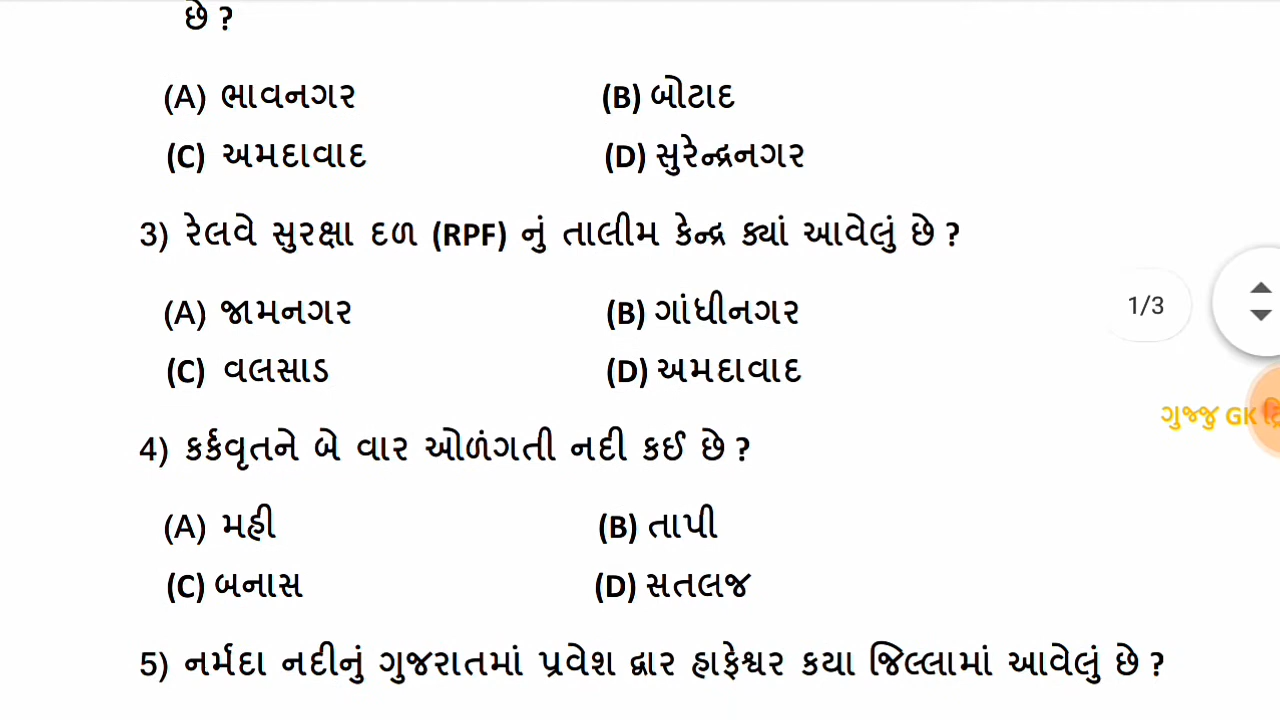 છે ?
(A) ભાવનગર (B) બોટાદ
(C) અમદાવાદ (D) સુરેન્દ્રનગર
3) રેલવે સુરક્ષા દળ (RPF) નું તાલીમ કેન્દ્ર ક્યાં આવેલું છે ?
(A) જામનગર (B) ગાંધીનગર
1/3
(C) વલસાડ (D) અમદાવાદ
ગુજ્જુ GK
4) કર્કવૃતને બે વાર ઓળંગતી નદી કઈ છે ?
(A) મહી (B) તાપી
(C) બનાસ (D) સતલજ
5) નર્મદા નદીનું ગુજરાતમાં પ્રવેશ દ્વાર હાફેશ્વર કયા જિલ્લામાં આવેલું છે ?